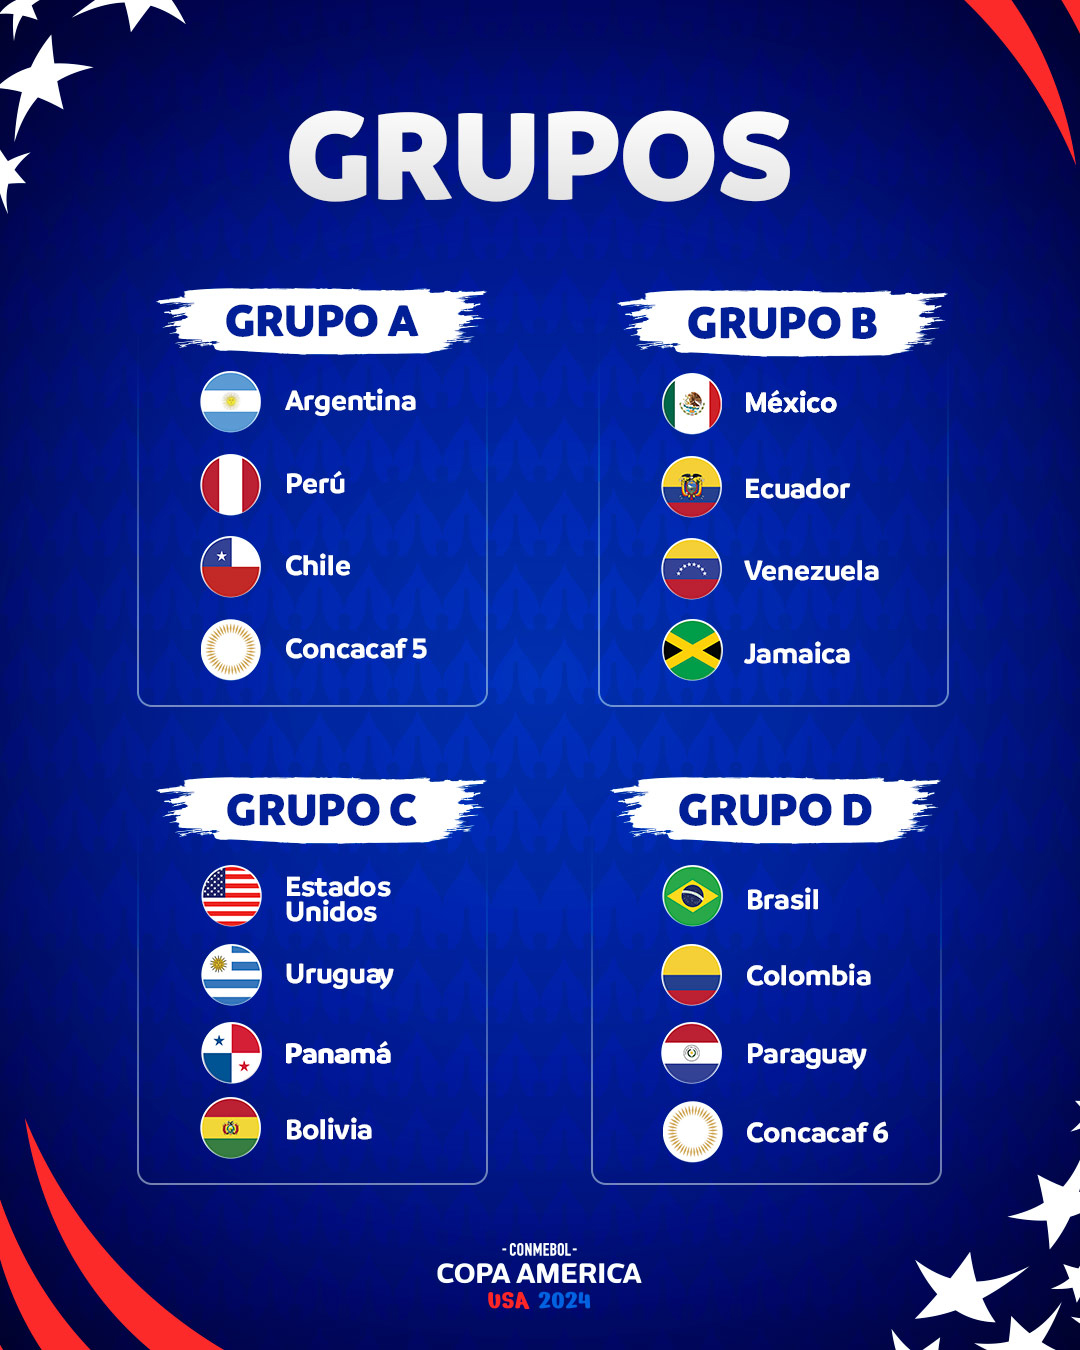 GRUPOS
GRUPO A
Argentina
Perú
Chile
Concacaf 5
GRUPO B
México
Ecuador
Venezuela
Jamaica
GRUPO C
Estados
Unidos
Uruguay
Panamá
Bolivia
GRUPO D
Brasil
Colombia
Paraguay
Concacaf 6
- CONMEBOL -
COPA AMERICA
USA 2024